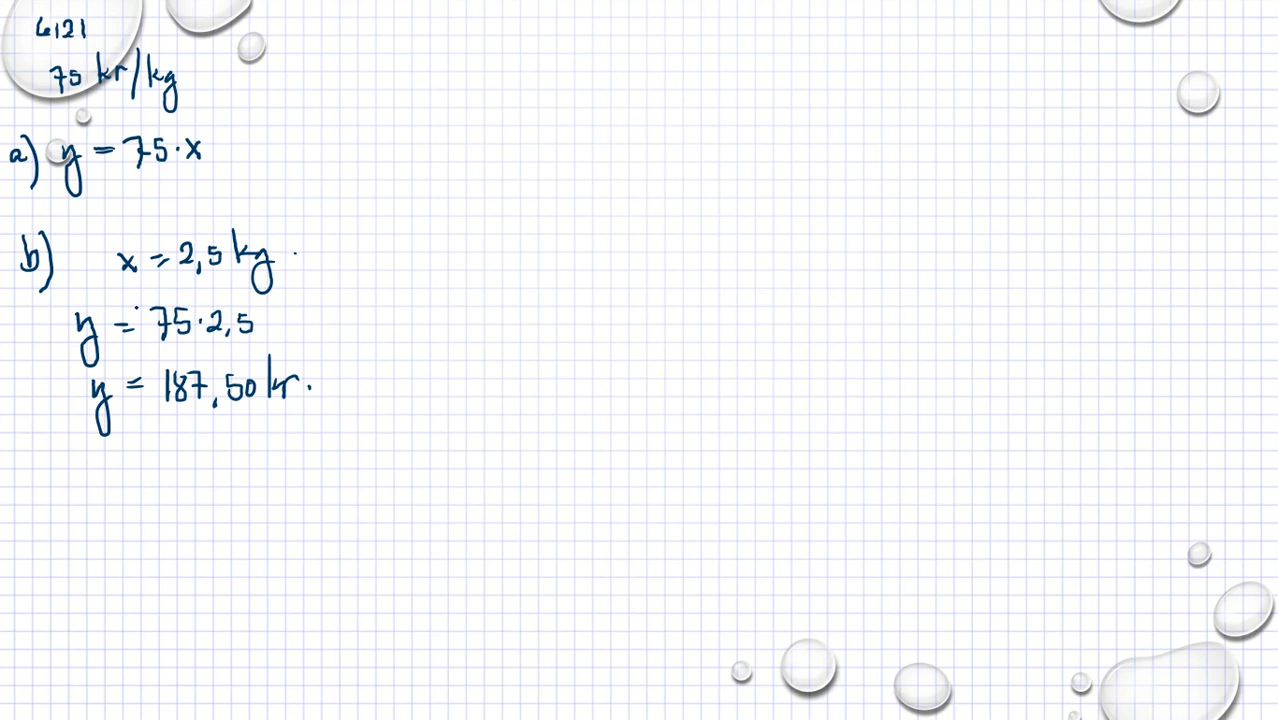 6121
75 kr/kg
a) y = 75·x
b) x = 2,5 kg.
y = 75·2,5
y = 187,50 kr.